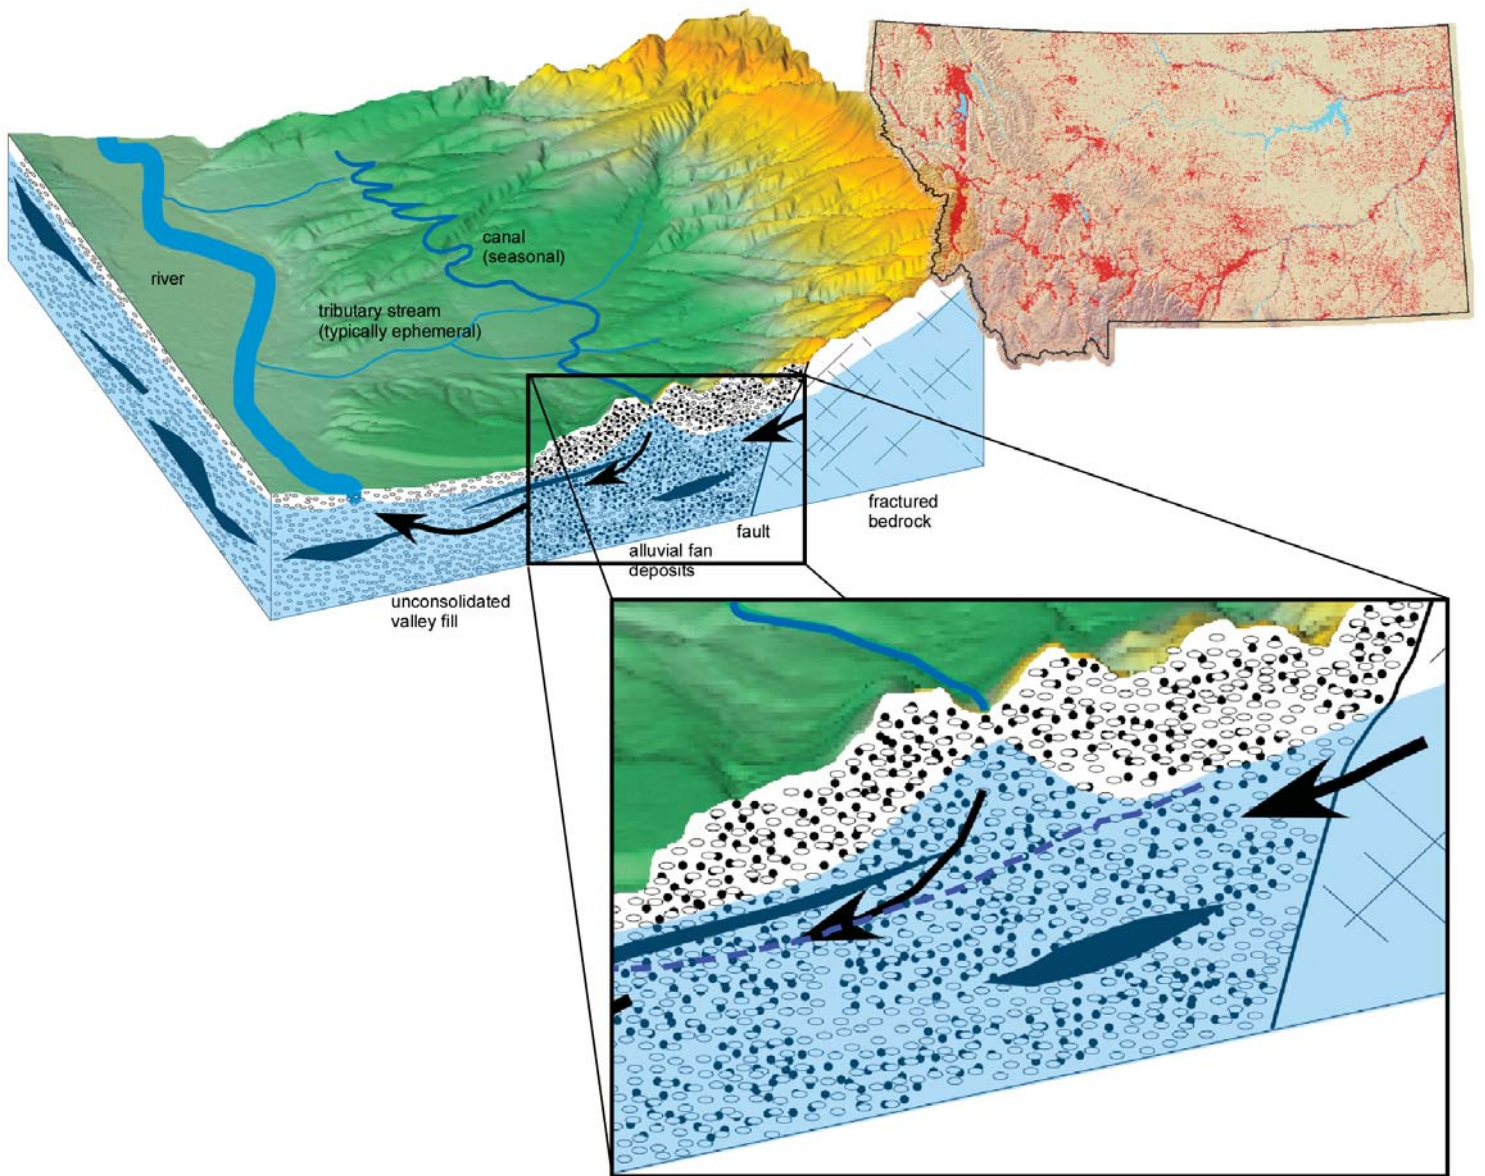 canal
(seasonal)
river
tributary stream
(typically ephemeral)
fractured
bedrock
fault
alluvial fan
deposits
unconsolidated
valley fill